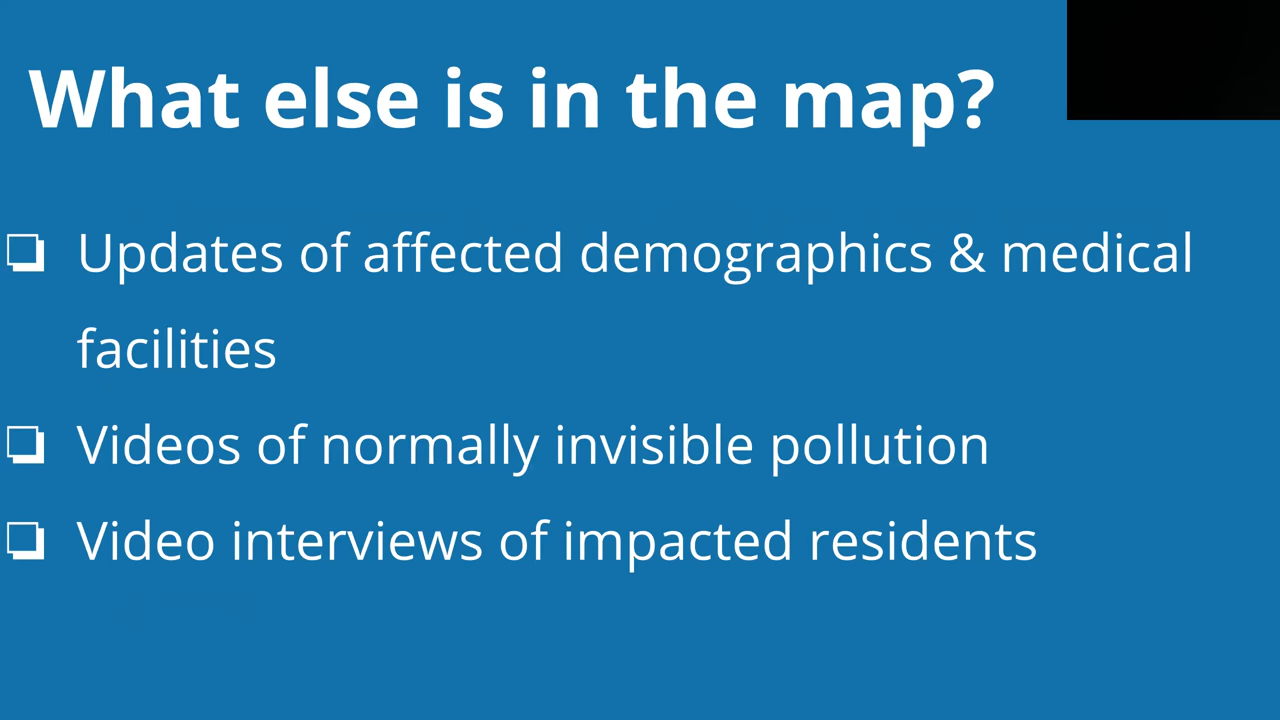 What else is in the map?
❏ Updates of affected demographics & medical
facilities
❏ Videos of normally invisible pollution
❏ Video interviews of impacted residents